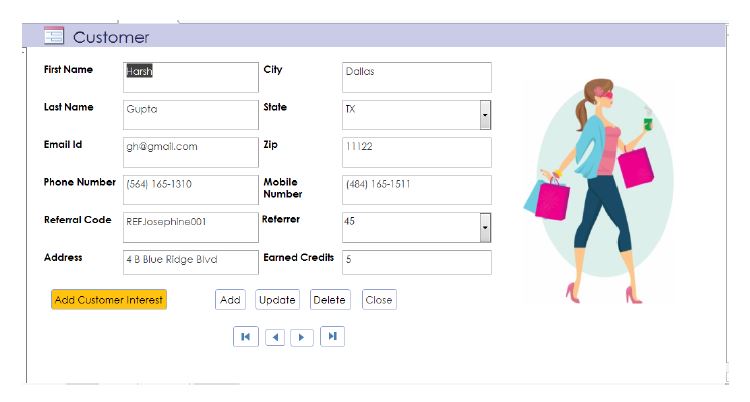 Customer
First Name Harsh City Dallas
Last Name Gupta State TX
Email Id gh@gmail.com Zip 11122
Phone Number (564) 165-1310 Mobile Number (484) 165-1511
Referral Code REFJosephine001 Referrer 45
Address 4 B Blue Ridge Blvd Earned Credits 5
Add Customer Interest Add Update Delete Close